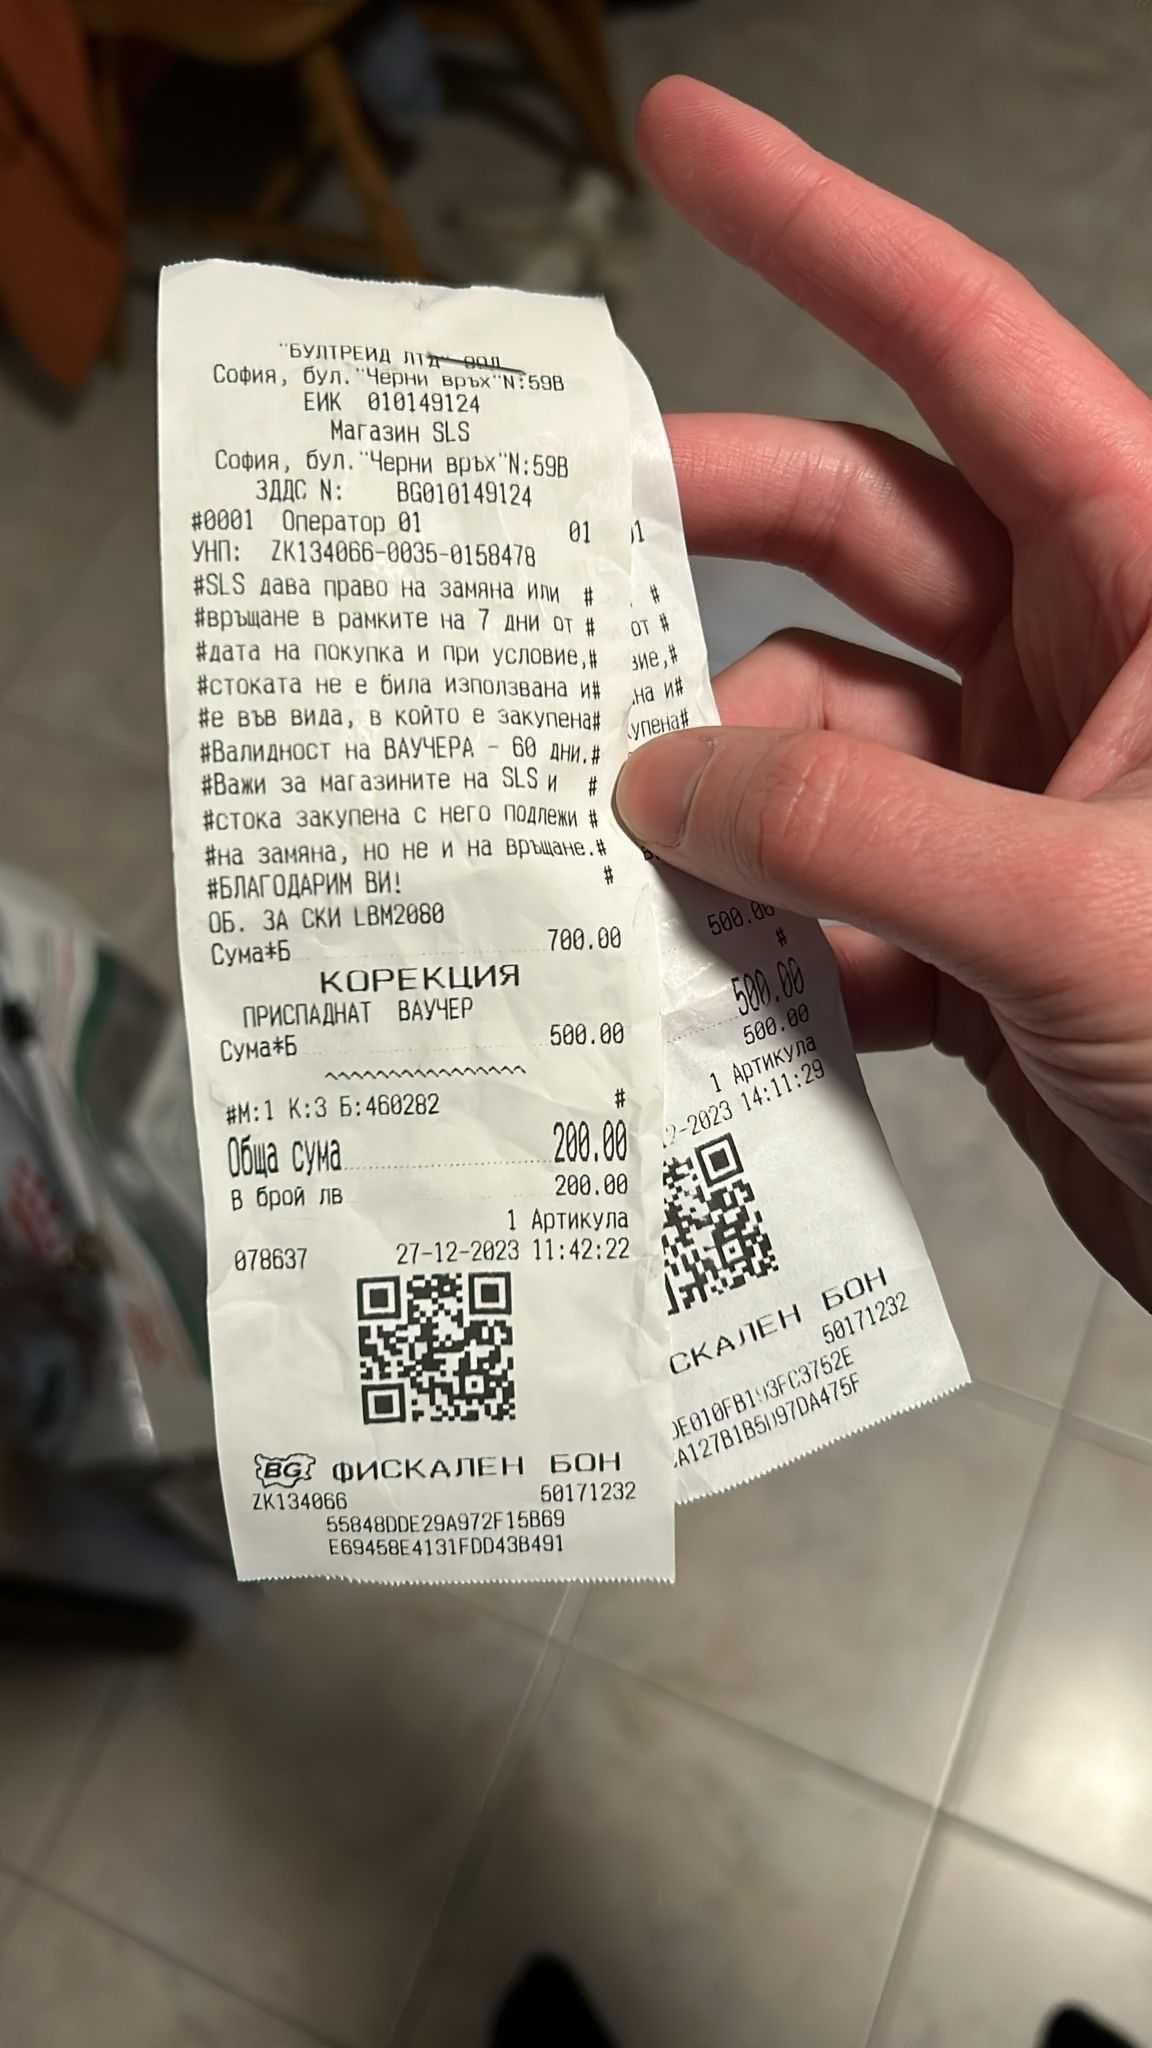 "БУЛТРЕЙД ЛТД" ООД
София, бул."Черни връх"N:59В
ЕИК 010149124
Магазин SLS
София, бул."Черни връх"N:59В
ЗДДС N: BG010149124
#0001 Оператор 01 01
УНП: ZK134066-0035-0158478
#SLS дава право на замяна или #
#връщане в рамките на 7 дни от #
#дата на покупка и при условие,#
#стоката не е била използвана и#
#е във вида, в който е закупена#
#Валидност на ВАУЧЕРА - 60 дни.#
#Важи за магазините на SLS и #
#стока закупена с него подлежи #
#на замяна, но не и на връщане.#
#БЛАГОДАРИМ ВИ! #
ОБ. ЗА СКИ LBM2080
Сума*Б 700.00
КОРЕКЦИЯ
ПРИСПАДНАТ ВАУЧЕР
Сума*Б 500.00
#М:1 К:3 Б:460282 #
Обща сума 200.00
В брой лв 200.00
1 Артикула
078637 27-12-2023 11:42:22
BG ФИСКАЛЕН БОН
ZK134066 50171232
55848DDE29A972F15B69
E69458E4131FDD43B491
#
от #
#
на и#
#
500.00
#
500.00
500.00
1 Артикула
2-2023 14:11:29
СКАЛЕН БОН
50171232